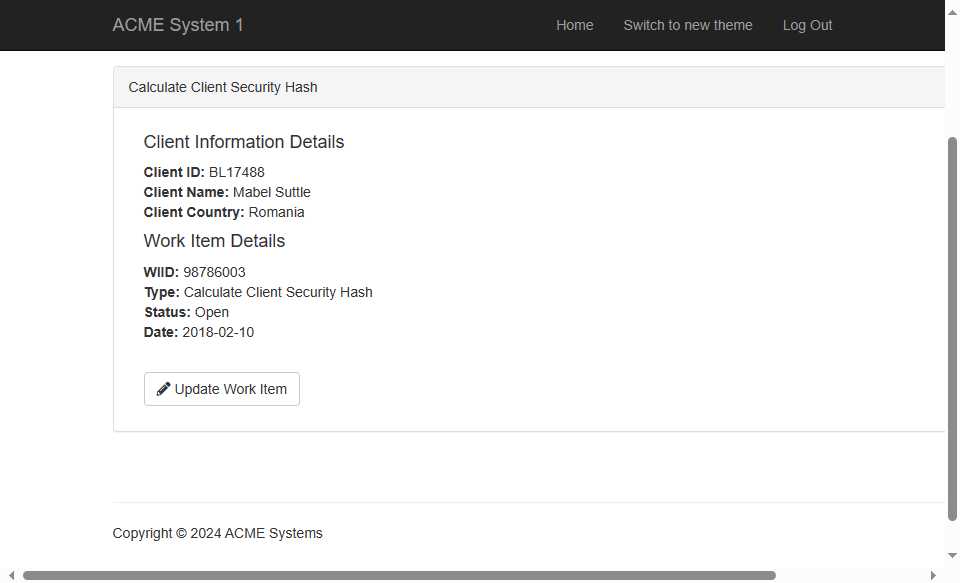 ACME System 1
Home
Switch to new theme
Log Out
Calculate Client Security Hash
Client Information Details
Client ID: BL17488
Client Name: Mabel Suttle
Client Country: Romania
Work Item Details
WIID: 98786003
Type: Calculate Client Security Hash
Status: Open
Date: 2018-02-10
Update Work Item
Copyright © 2024 ACME Systems